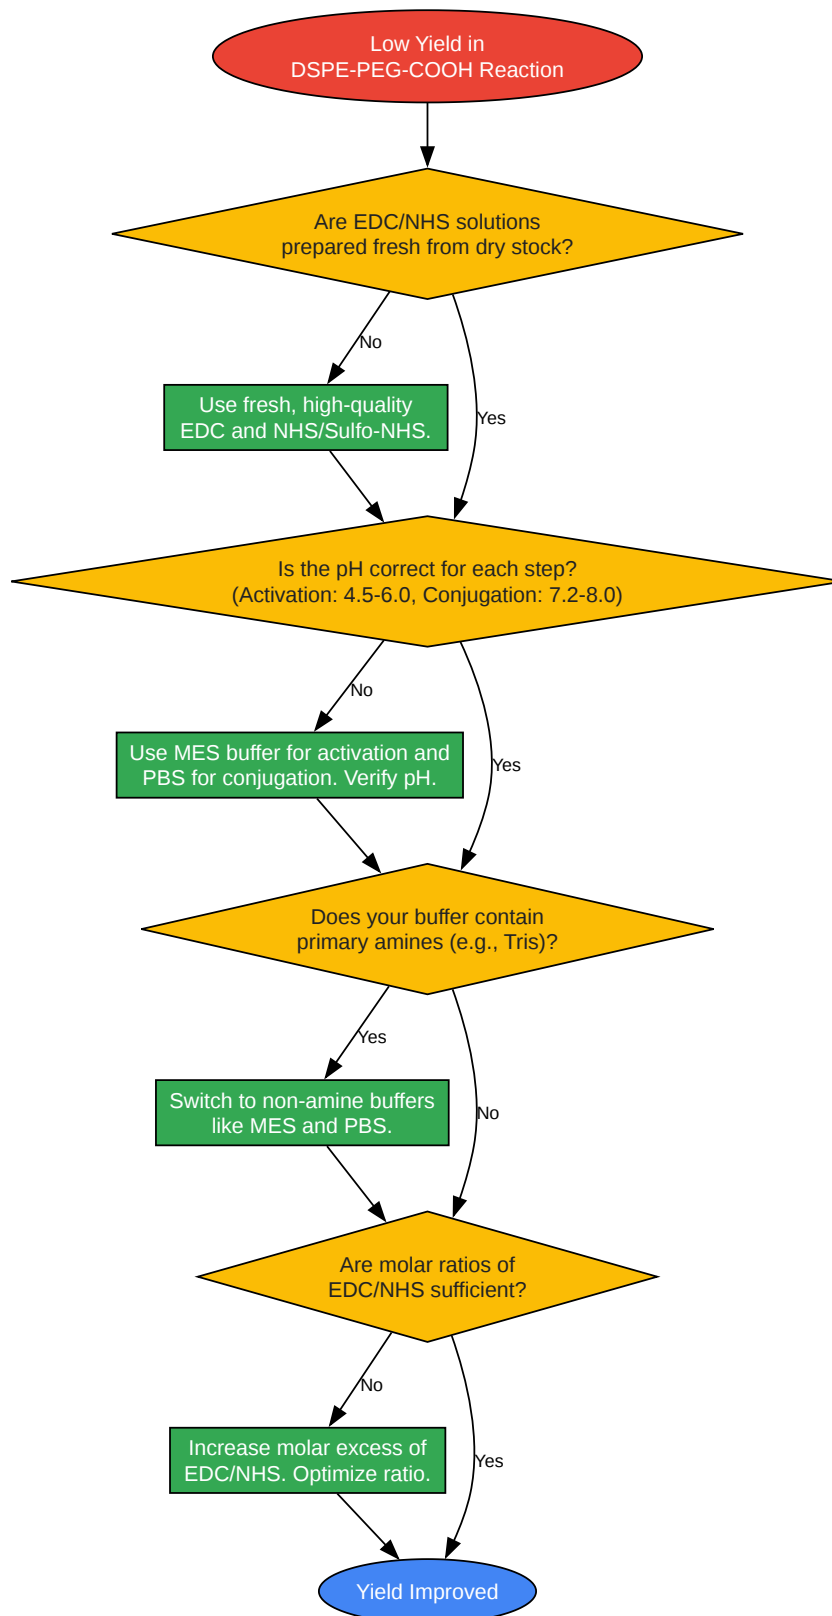 Low Yield in
DSPE-PEG-COOH Reaction
Are EDC/NHS solutions
prepared fresh from dry stock?
No
Use fresh, high-quality
EDC and NHS/Sulfo-NHS.
Yes
Is the pH correct for each step?
(Activation: 4.5-6.0, Conjugation: 7.2-8.0)
No
Use MES buffer for activation and
PBS for conjugation. Verify pH.
Yes
Does your buffer contain
primary amines (e.g., Tris)?
Yes
Switch to non-amine buffers
like MES and PBS.
No
Are molar ratios of
EDC/NHS sufficient?
No
Increase molar excess of
EDC/NHS. Optimize ratio.
Yes
Yield Improved